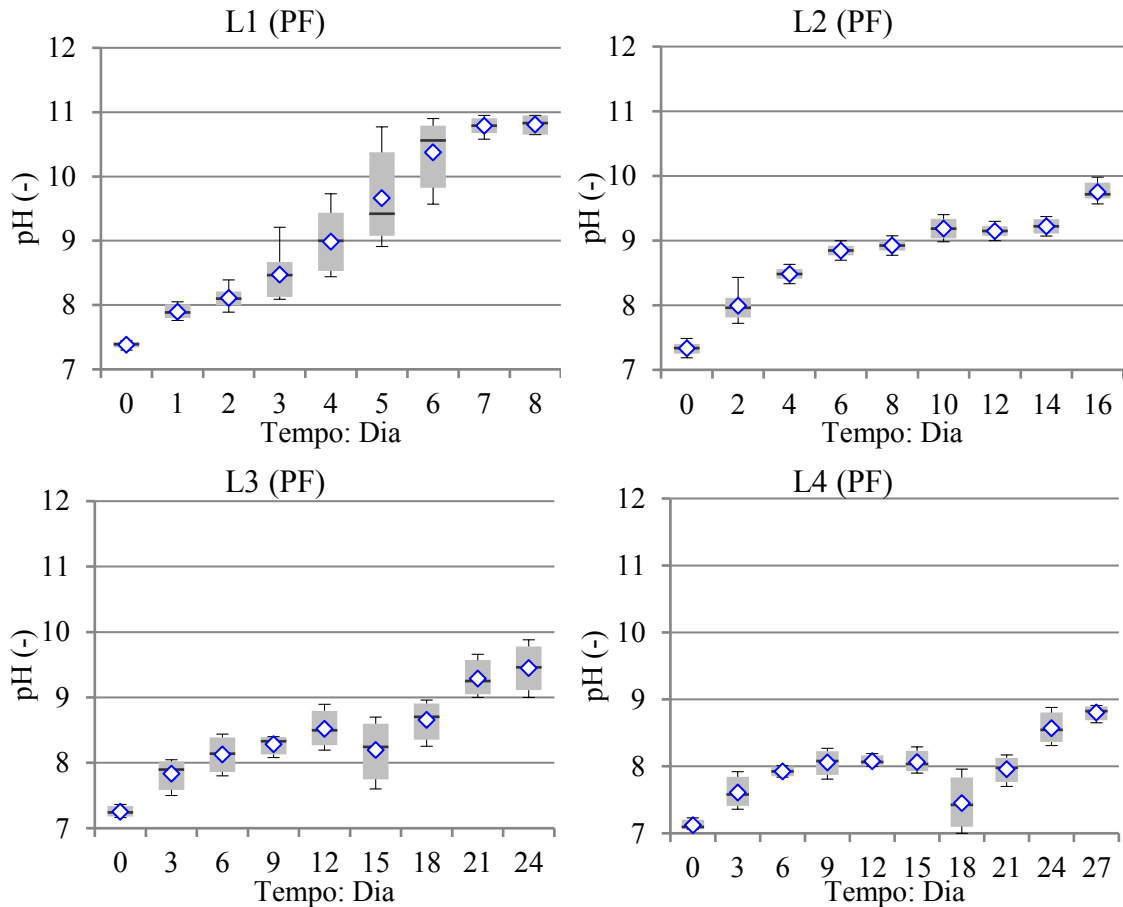 L1 (PF)
12
11
10
9
8
7
pH (-)
0 1 2 3 4 5 6 7 8
Tempo: Dia
L2 (PF)
12
11
10
9
8
7
pH (-)
0 2 4 6 8 10 12 14 16
Tempo: Dia
L3 (PF)
12
11
10
9
8
7
pH (-)
0 3 6 9 12 15 18 21 24
Tempo: Dia
L4 (PF)
12
11
10
9
8
7
pH (-)
0 3 6 9 12 15 18 21 24 27
Tempo: Dia